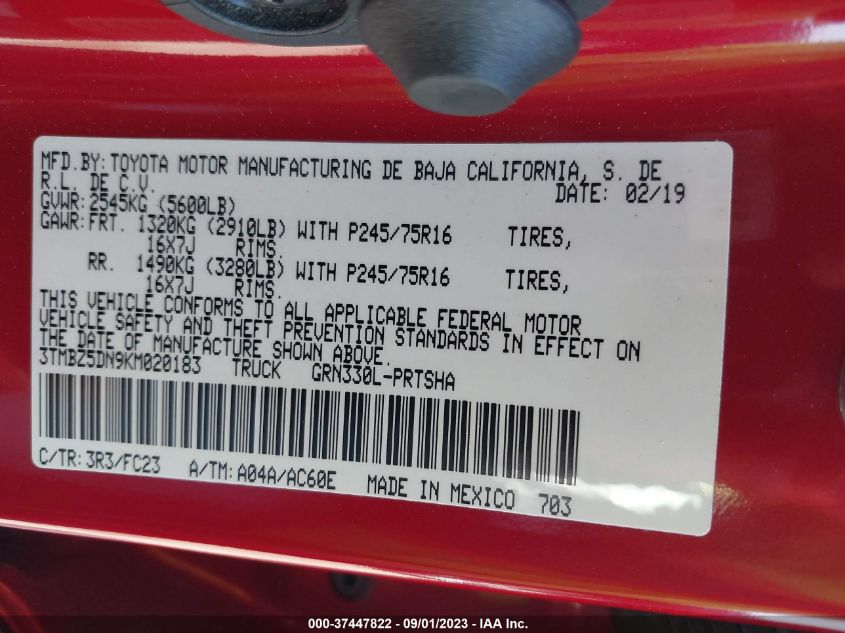 MFD.BY: TOYOTA MOTOR MANUFACTURING DE BAJA CALIFORNIA, S. DE
R.L. DE C.V. DATE: 02/19
GVWR: 2545KG (5600LB)
GAWR: FRT. 1320KG (2910LB) WITH P245/75R16 TIRES,
16X7J RIMS.
RR. 1490KG (3280LB) WITH P245/75R16 TIRES,
16X7J RIMS.
THIS VEHICLE CONFORMS TO ALL APPLICABLE FEDERAL MOTOR
VEHICLE SAFETY AND THEFT PREVENTION STANDARDS IN EFFECT ON
THE DATE OF MANUFACTURE SHOWN ABOVE.
3TMBZ5DN9KM020183 TRUCK GRN330L-PRTSHA
C/TR: 3R3/FC23 A/TM: A04A/AC60E MADE IN MEXICO 703
000-37447822 - 09/01/2023 - IAA Inc.